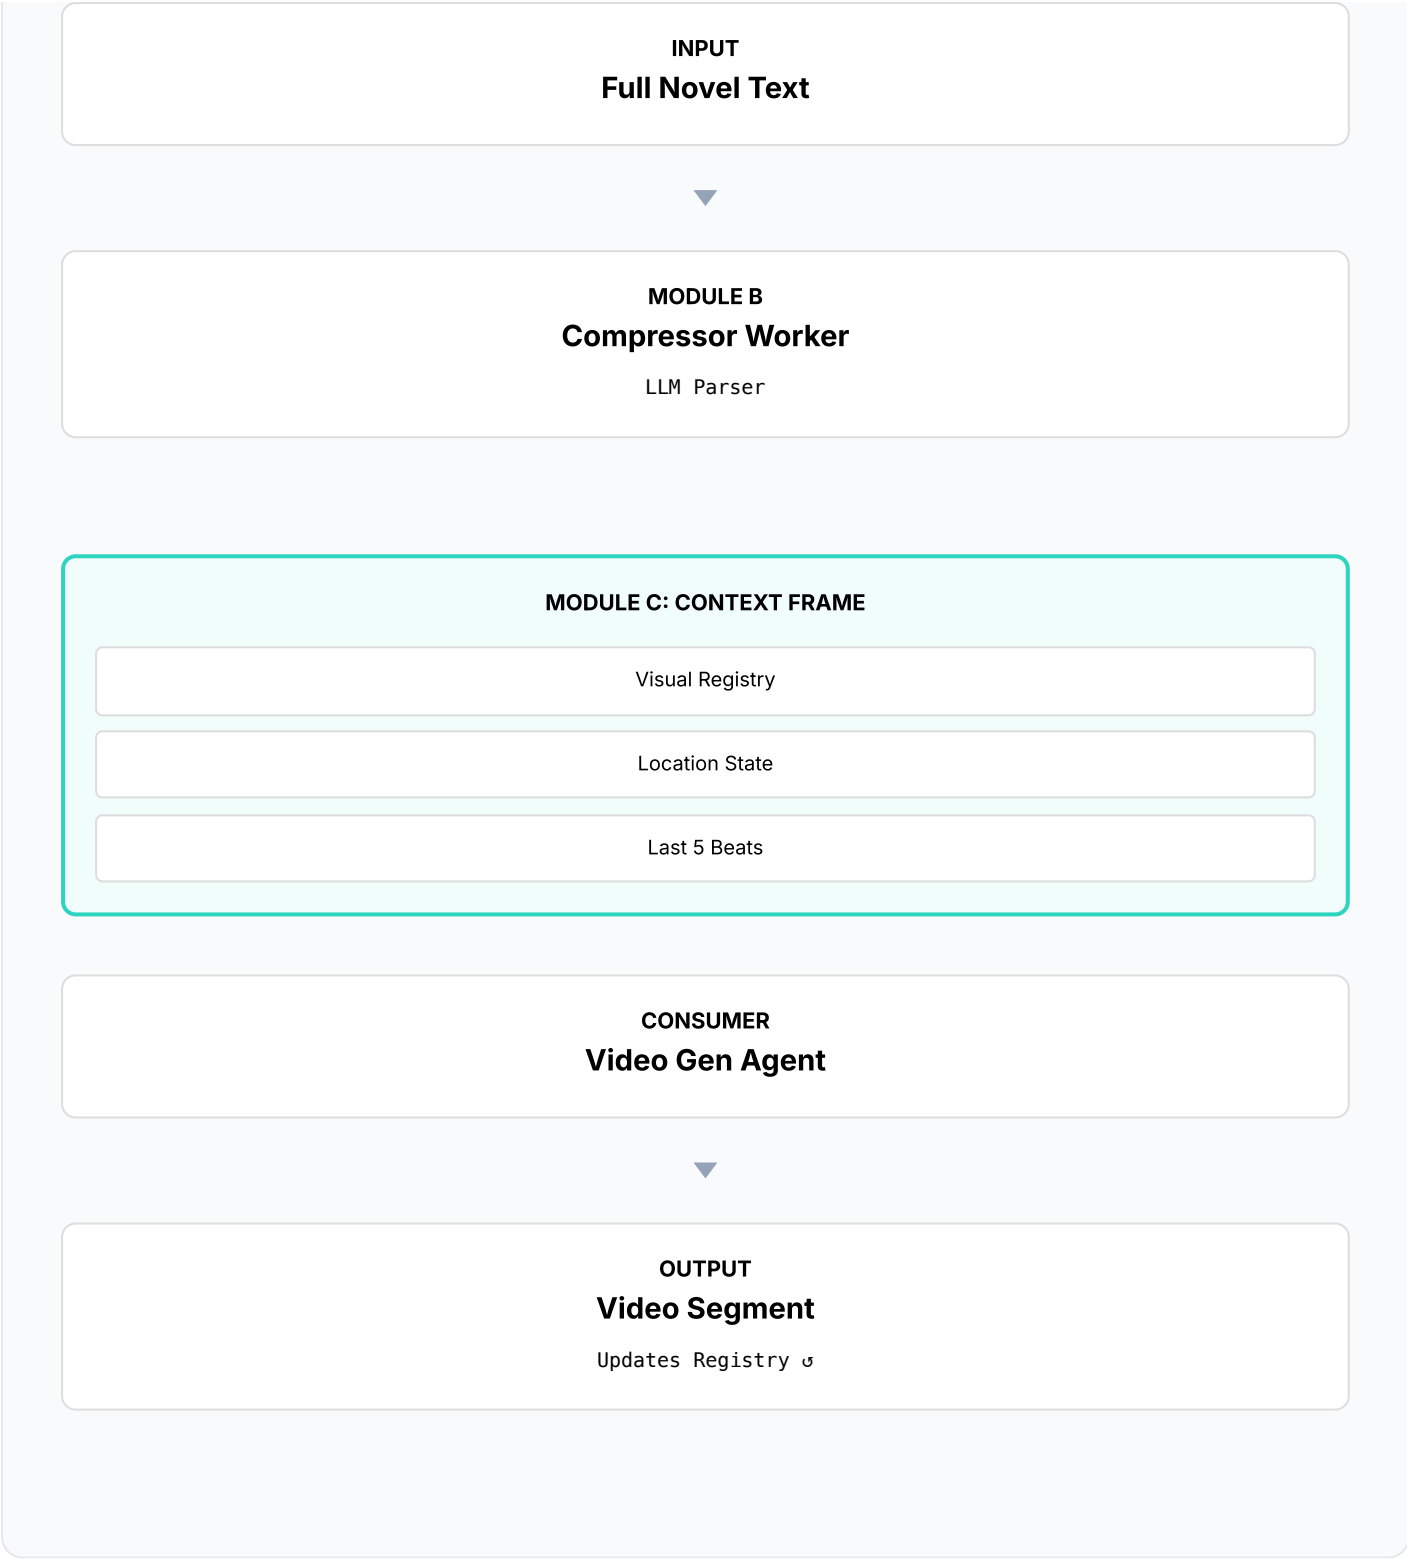 INPUT
Full Novel Text
MODULE B
Compressor Worker
LLM Parser
MODULE C: CONTEXT FRAME
Visual Registry
Location State
Last 5 Beats
CONSUMER
Video Gen Agent
OUTPUT
Video Segment
Updates Registry ↺